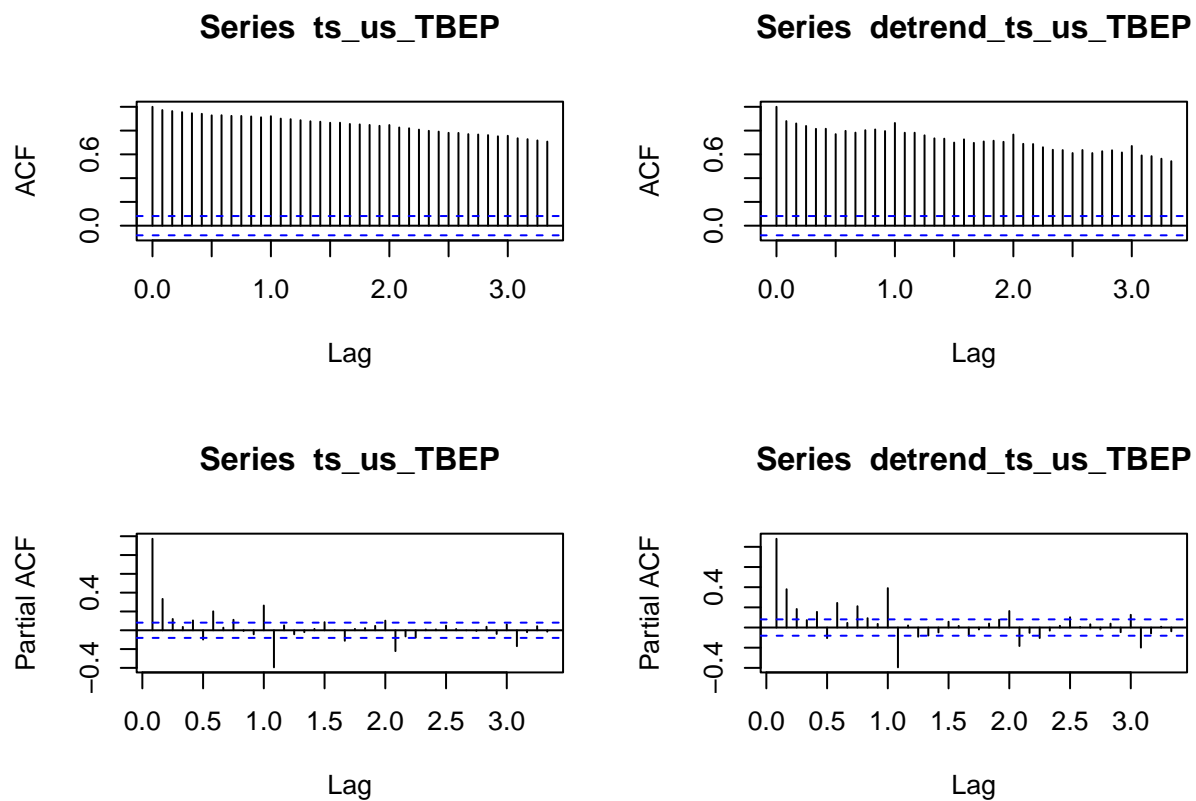 Series ts_us_TBEP
ACF
0.0 0.6
0.0 1.0 2.0 3.0
Lag
Series detrend_ts_us_TBEP
ACF
0.0 0.6
0.0 1.0 2.0 3.0
Lag
Series ts_us_TBEP
Partial ACF
−0.4 0.4
0.0 0.5 1.0 1.5 2.0 2.5 3.0
Lag
Series detrend_ts_us_TBEP
Partial ACF
−0.4 0.4
0.0 0.5 1.0 1.5 2.0 2.5 3.0
Lag